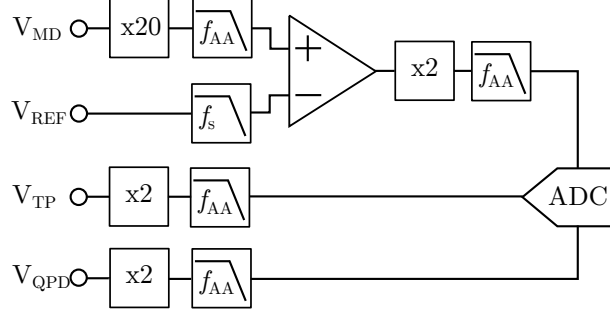 V_MD x20 f_AA + x2 f_AA
V_REF f_s −
V_TP x2 f_AA ADC
V_QPD x2 f_AA